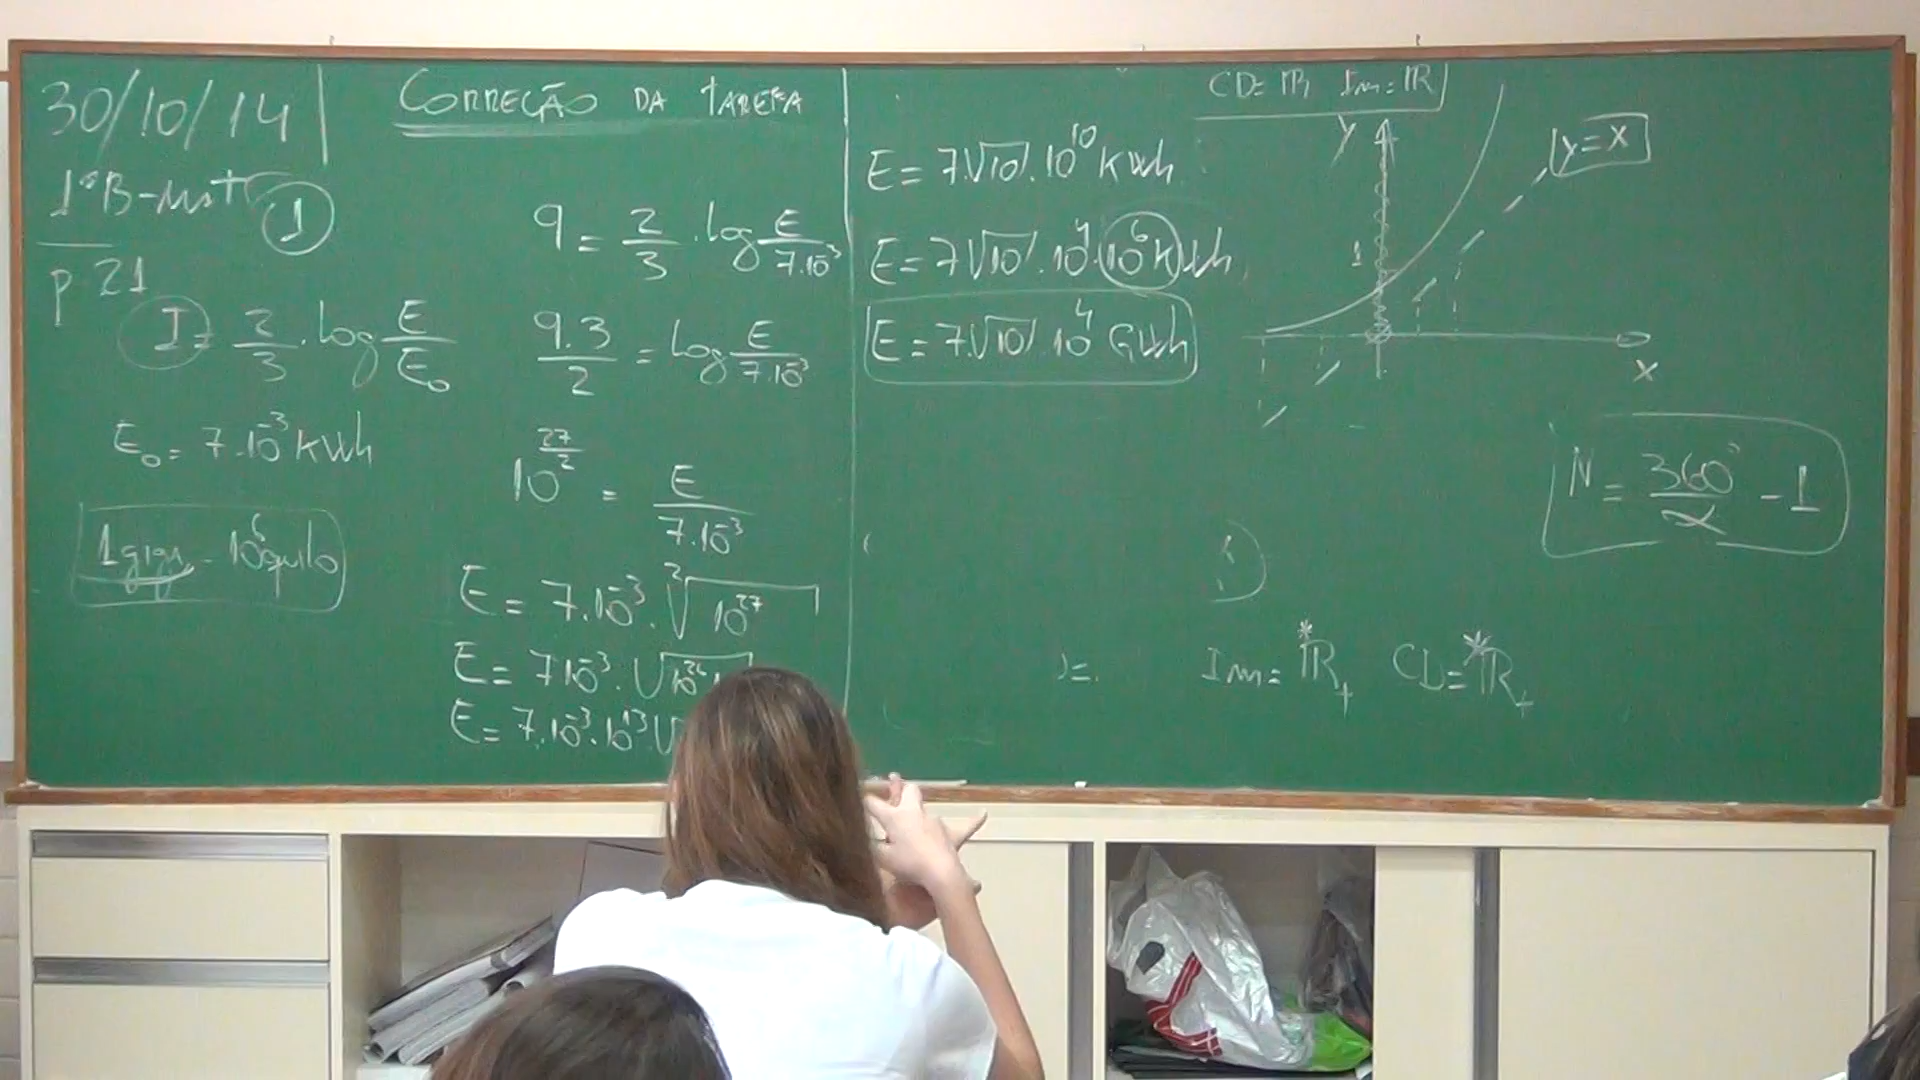 30/10/14
1ºB-Mat
p. 21
1
I = 2/3 . log E/E₀
E₀ = 7.10⁻³ kWh
1 giga - 10⁶ quilo
CORREÇÃO DA TAREFA
9 = 2/3 . log E/7.10⁻³
9.3/2 = log E/7.10⁻³
10^(27/2) = E/7.10⁻³
E = 7.10⁻³ . ²√10²⁷
E = 7.10⁻³ . √10²⁶
E = 7.10⁻³ . 10¹³ √
E = 7.√10 . 10¹⁰ kWh
E = 7√10 . 10⁴ . 10⁶ kWh
E = 7.√10 . 10⁴ GWh
CD = ℝ Im = ℝ
y
y = x
1
x
N = 360°/α - 1
Im = ℝ*₊ CD = ℝ*₊